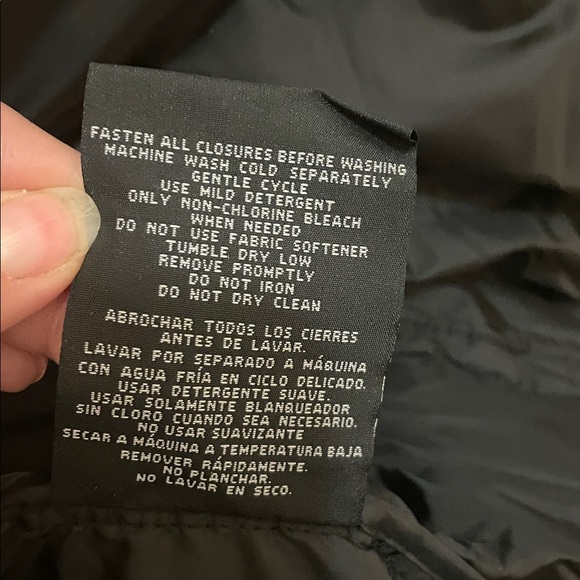 FASTEN ALL CLOSURES BEFORE WASHING
MACHINE WASH COLD SEPARATELY
GENTLE CYCLE
USE MILD DETERGENT
ONLY NON-CHLORINE BLEACH
WHEN NEEDED
DO NOT USE FABRIC SOFTENER
TUMBLE DRY LOW
REMOVE PROMPTLY
DO NOT IRON
DO NOT DRY CLEAN
ABROCHAR TODOS LOS CIERRES
ANTES DE LAVAR.
LAVAR POR SEPARADO A MÁQUINA
CON AGUA FRÍA EN CICLO DELICADO.
USAR DETERGENTE SUAVE.
USAR SOLAMENTE BLANQUEADOR
SIN CLORO CUANDO SEA NECESARIO.
NO USAR SUAVIZANTE
SECAR A MÁQUINA A TEMPERATURA BAJA
REMOVER RÁPIDAMENTE.
NO PLANCHAR.
NO LAVAR EN SECO.